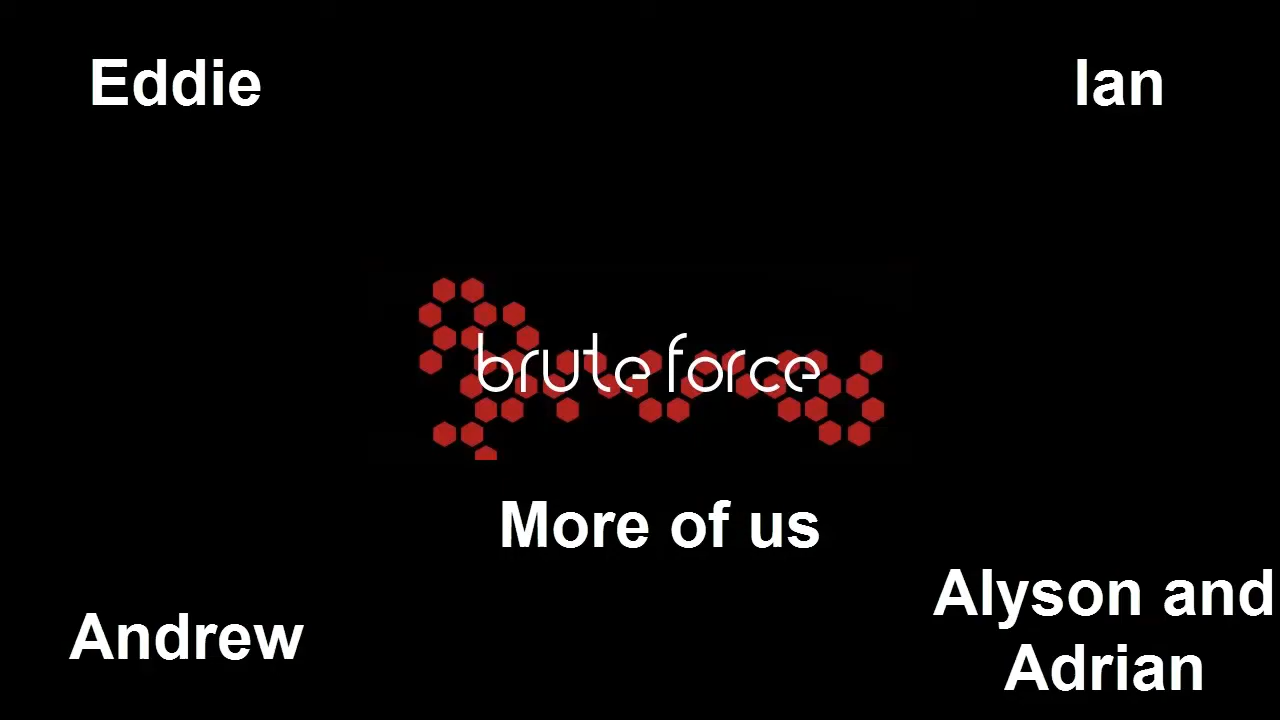 Eddie
Ian
brute force
More of us
Andrew
Alyson and
Adrian